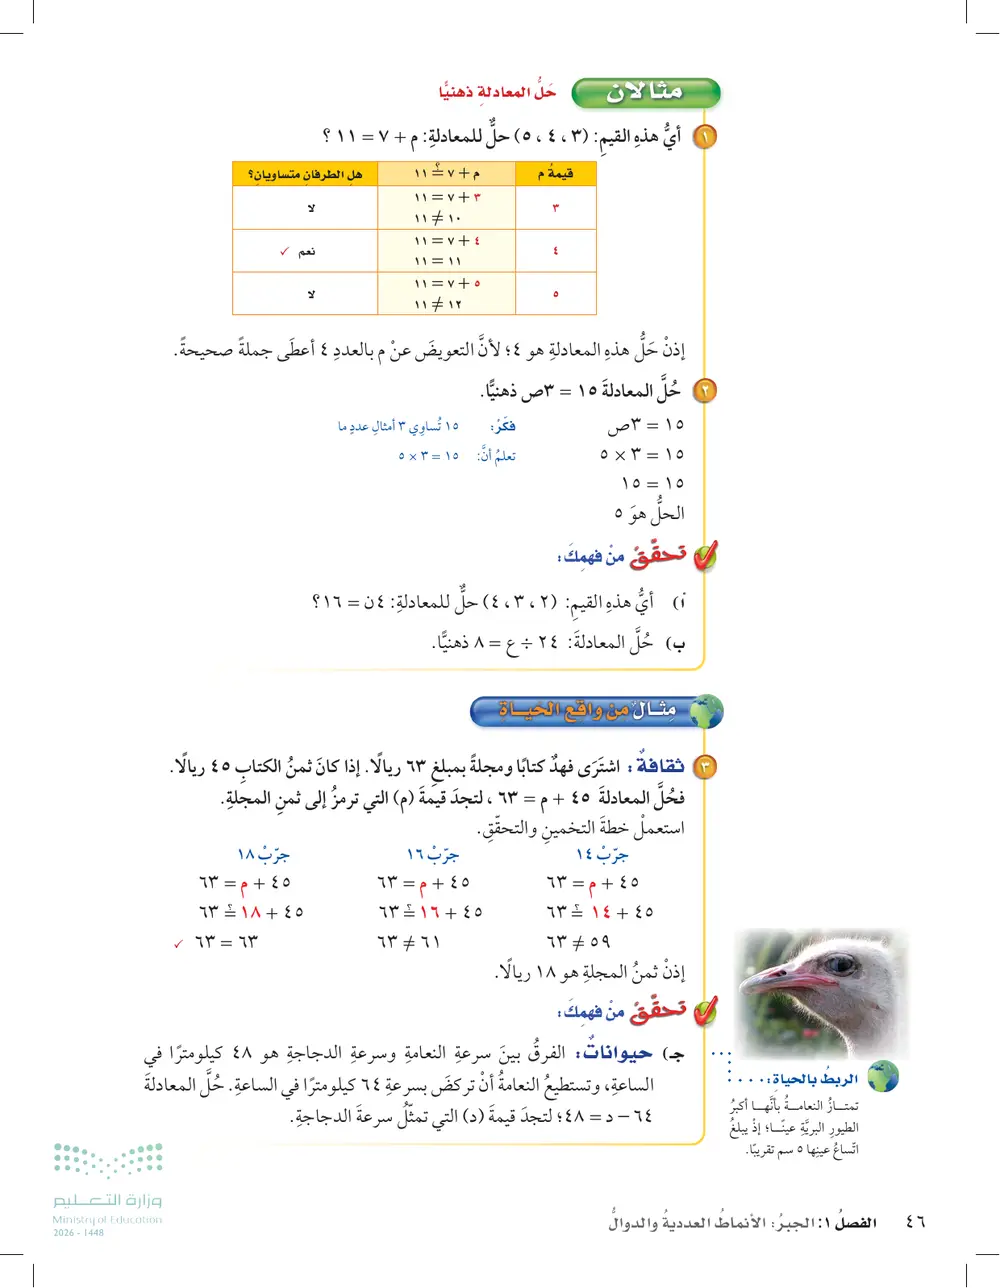 مثالان حَلُّ المعادلةِ ذهنيًّا
١ أيُّ هذهِ القيمِ: (٣ ، ٤ ، ٥) حلٌّ للمعادلةِ: م + ٧ = ١١ ؟
قيمةُ م | م + ٧ ≟ ١١ | هلِ الطرفانِ متساويانِ؟
٣ | ٣ + ٧ = ١١ | لا
١٠ ≠ ١١
٤ | ٤ + ٧ = ١١ | نعم ✓
١١ = ١١
٥ | ٥ + ٧ = ١١ | لا
١٢ ≠ ١١
إذنْ حَلُّ هذهِ المعادلةِ هو ٤؛ لأنَّ التعويضَ عنْ م بالعددِ ٤ أعطَى جملةً صحيحةً.
٢ حُلَّ المعادلةَ ١٥ = ٣ص ذهنيًّا.
١٥ = ٣ص فكّرْ: ١٥ تُساوِي ٣ أمثالِ عددٍ ما
١٥ = ٣ × ٥ تعلمُ أنَّ: ١٥ = ٣ × ٥
١٥ = ١٥
الحلُّ هوَ ٥
تحقَّقْ منْ فهمِكَ:
أ) أيُّ هذهِ القيمِ: (٢ ، ٣ ، ٤) حلٌّ للمعادلةِ: ٤ن = ١٦؟
ب) حُلَّ المعادلةَ: ٢٤ ÷ ع = ٨ ذهنيًّا.
مِثـالٌ من واقع الحيـاة
٣ ثقافةٌ: اشترَى فهدٌ كتابًا ومجلةً بمبلغِ ٦٣ ريالًا. إذا كانَ ثمنُ الكتابِ ٤٥ ريالًا.
فحُلَّ المعادلةَ ٤٥ + م = ٦٣ ، لتجدَ قيمةَ (م) التي ترمزُ إلى ثمنِ المجلةِ.
استعملْ خطةَ التخمينِ والتحقّقِ.
جرّبْ ١٤ جرّبْ ١٦ جرّبْ ١٨
٤٥ + م = ٦٣ ٤٥ + م = ٦٣ ٤٥ + م = ٦٣
٤٥ + ١٤ ≟ ٦٣ ٤٥ + ١٦ ≟ ٦٣ ٤٥ + ١٨ ≟ ٦٣
٥٩ ≠ ٦٣ ٦١ ≠ ٦٣ ٦٣ = ٦٣ ✓
إذنْ ثمنُ المجلةِ هو ١٨ ريالًا.
تحقَّقْ منْ فهمِكَ:
جـ) حيواناتٌ: الفرقُ بينَ سرعةِ النعامةِ وسرعةِ الدجاجةِ هو ٤٨ كيلومترًا في
الساعةِ، وتستطيعُ النعامةُ أنْ تركضَ بسرعةِ ٦٤ كيلومترًا في الساعةِ. حُلَّ المعادلةَ
٦٤ – د = ٤٨؛ لتجدَ قيمةَ (د) التي تمثّلُ سرعةَ الدجاجةِ.
الربطُ بالحياةِ:
تمتـازُ النعامـةُ بأنَّهـا أكبرُ
الطيورِ البريَّةِ عينًـا؛ إذْ يبلغُ
اتّساعُ عينِها ٥ سم تقريبًا.
وزارة التعـليم
Ministry of Education
2026 - 1448
٤٦ الفصلُ ١: الجبرُ: الأنماطُ العدديةُ والدوالُّ